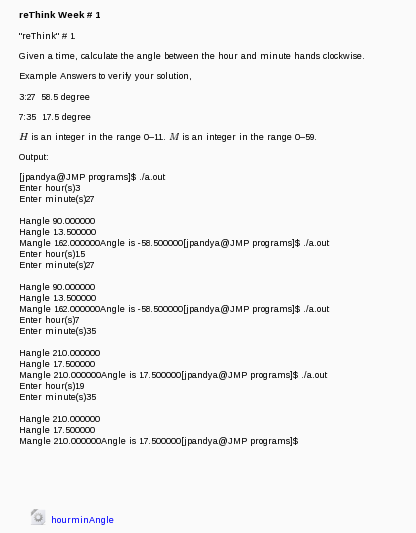 reThink Week # 1
"reThink" # 1
Given a time, calculate the angle between the hour and minute hands clockwise.
Example Answers to verify your solution,
3:27 58.5 degree
7:35 17.5 degree
H is an integer in the range 0–11. M is an integer in the range 0–59.
Output:
[jpandya@JMP programs]$ ./a.out
Enter hour(s)3
Enter minute(s)27
Hangle 90.000000
Hangle 13.500000
Mangle 162.000000Angle is -58.500000[jpandya@JMP programs]$ ./a.out
Enter hour(s)15
Enter minute(s)27
Hangle 90.000000
Hangle 13.500000
Mangle 162.000000Angle is -58.500000[jpandya@JMP programs]$ ./a.out
Enter hour(s)7
Enter minute(s)35
Hangle 210.000000
Hangle 17.500000
Mangle 210.000000Angle is 17.500000[jpandya@JMP programs]$ ./a.out
Enter hour(s)19
Enter minute(s)35
Hangle 210.000000
Hangle 17.500000
Mangle 210.000000Angle is 17.500000[jpandya@JMP programs]$
hourminAngle